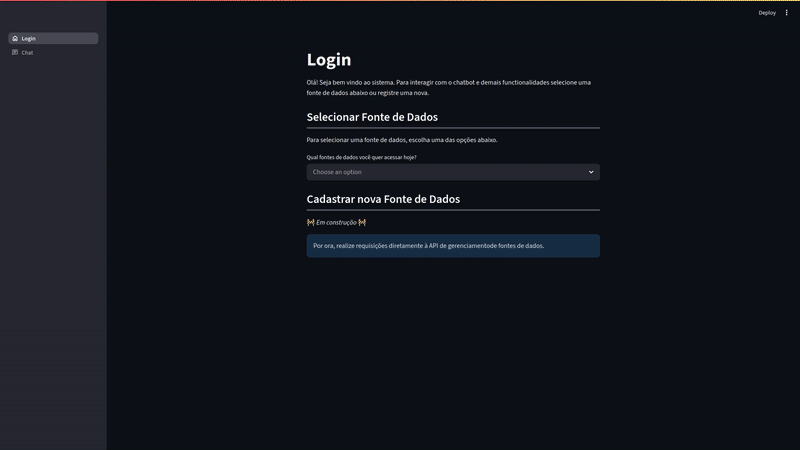 Deploy
Login
Chat
Login
Olá! Seja bem vindo ao sistema. Para interagir com o chatbot e demais functionalidades selecione uma
fonte de dados abaixo ou registre uma nova.
Selecionar Fonte de Dados
Para selecionar uma fonte de dados, escolha uma das opções abaixo.
Qual fontes de dados você quer acessar hoje?
Choose an option
Cadastrar nova Fonte de Dados
🚧 Em construção 🚧
Por ora, realize requisições diretamente à API de gerenciamentode fontes de dados.